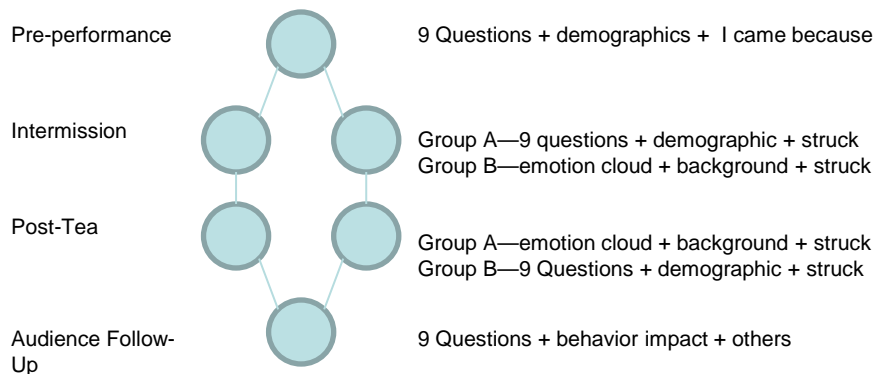 Pre-performance
9 Questions + demographics + I came because
Intermission
Group A—9 questions + demographic + struck
Group B—emotion cloud + background + struck
Post-Tea
Group A—emotion cloud + background + struck
Group B—9 Questions + demographic + struck
Audience Follow-
Up
9 Questions + behavior impact + others